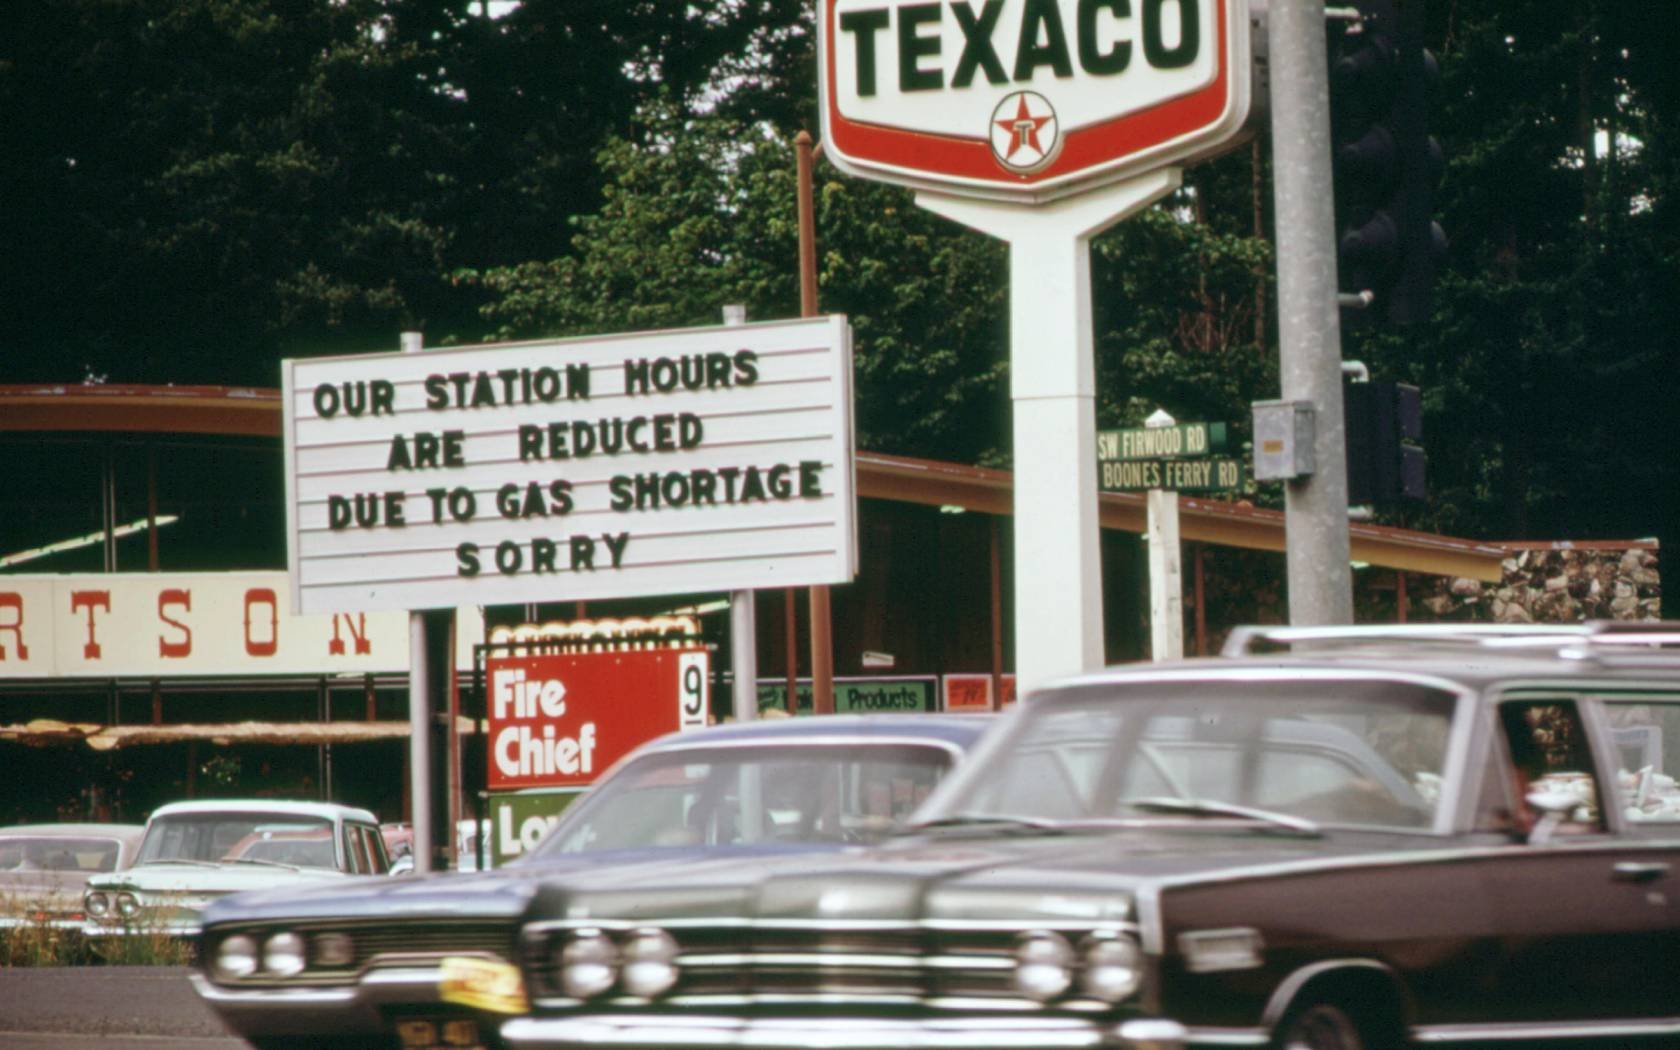 TEXACO
T
OUR STATION HOURS
ARE REDUCED
DUE TO GAS SHORTAGE
SORRY
SW FIRWOOD RD
BOONES FERRY RD
RTSON
Fire
Chief
9
Products